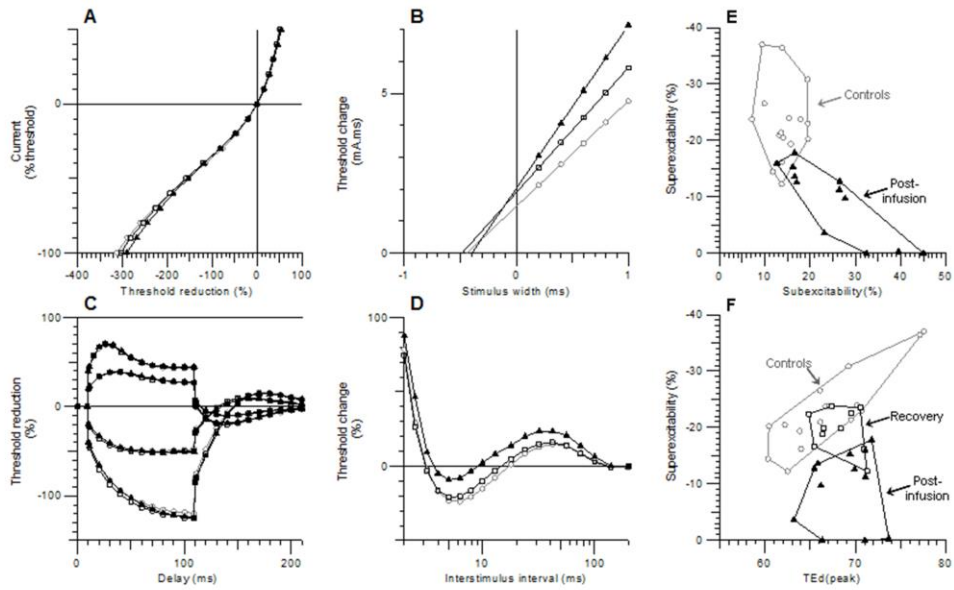 A
Current
(% threshold)
0
-100
-400
-300
-200
-100
0
100
Threshold reduction (%)
B
Threshold charge
(mA.ms)
5
0
-1
0
1
Stimulus width (ms)
E
Superexcitability (%)
-40
-30
-20
-10
0
0
10
20
30
40
50
Subexcitability (%)
Controls
Post-
infusion
C
Threshold reduction
(%)
100
0
-100
0
100
200
Delay (ms)
D
Threshold change
(%)
100
0
10
100
Interstimulus interval (ms)
F
Superexcitability (%)
-40
-30
-20
-10
0
60
70
80
TEd(peak)
Controls
Recovery
Post-
infusion